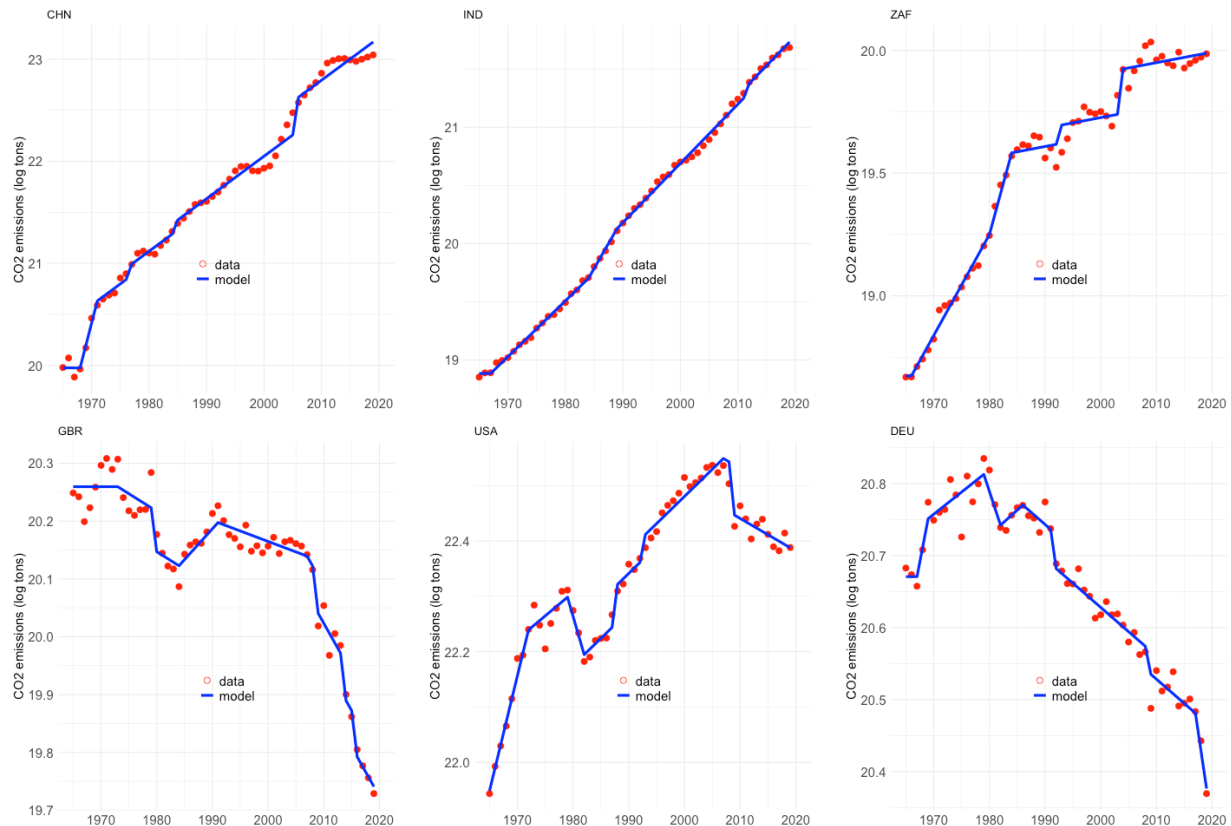 CHN
CO2 emissions (log tons)
23
22
21
20
data
model
1970 1980 1990 2000 2010 2020
IND
CO2 emissions (log tons)
21
20
19
data
model
1970 1980 1990 2000 2010 2020
ZAF
CO2 emissions (log tons)
20.0
19.5
19.0
data
model
1970 1980 1990 2000 2010 2020
GBR
CO2 emissions (log tons)
20.3
20.2
20.1
20.0
19.9
19.8
19.7
data
model
1970 1980 1990 2000 2010 2020
USA
CO2 emissions (log tons)
22.4
22.2
22.0
data
model
1970 1980 1990 2000 2010 2020
DEU
CO2 emissions (log tons)
20.8
20.7
20.6
20.5
20.4
data
model
1970 1980 1990 2000 2010 2020